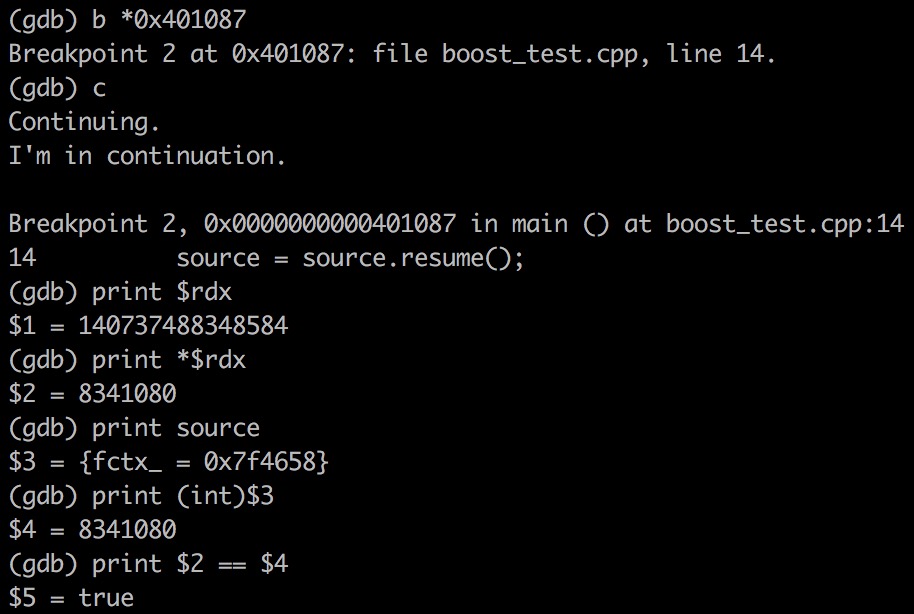 (gdb) b *0x401087
Breakpoint 2 at 0x401087: file boost_test.cpp, line 14.
(gdb) c
Continuing.
I'm in continuation.

Breakpoint 2, 0x0000000000401087 in main () at boost_test.cpp:14
14          source = source.resume();
(gdb) print $rdx
$1 = 140737488348584
(gdb) print *$rdx
$2 = 8341080
(gdb) print source
$3 = {fctx_ = 0x7f4658}
(gdb) print (int)$3
$4 = 8341080
(gdb) print $2 == $4
$5 = true